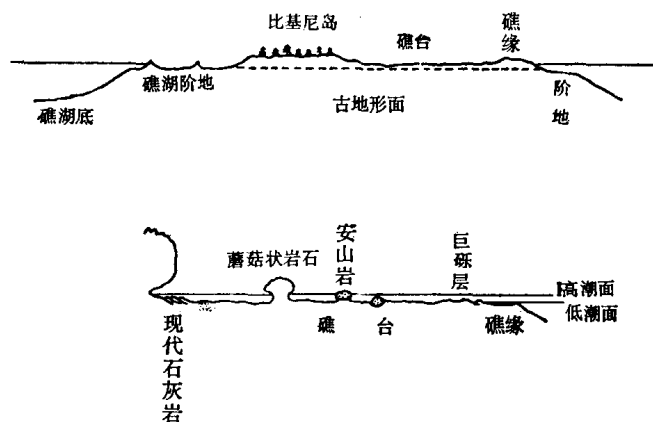 比基尼岛
礁台
礁缘
礁湖阶地
礁湖底
古地形面
阶地
蘑菇状岩石
安山岩
巨砾层
高潮面
低潮面
现代石灰岩
礁
台
礁缘